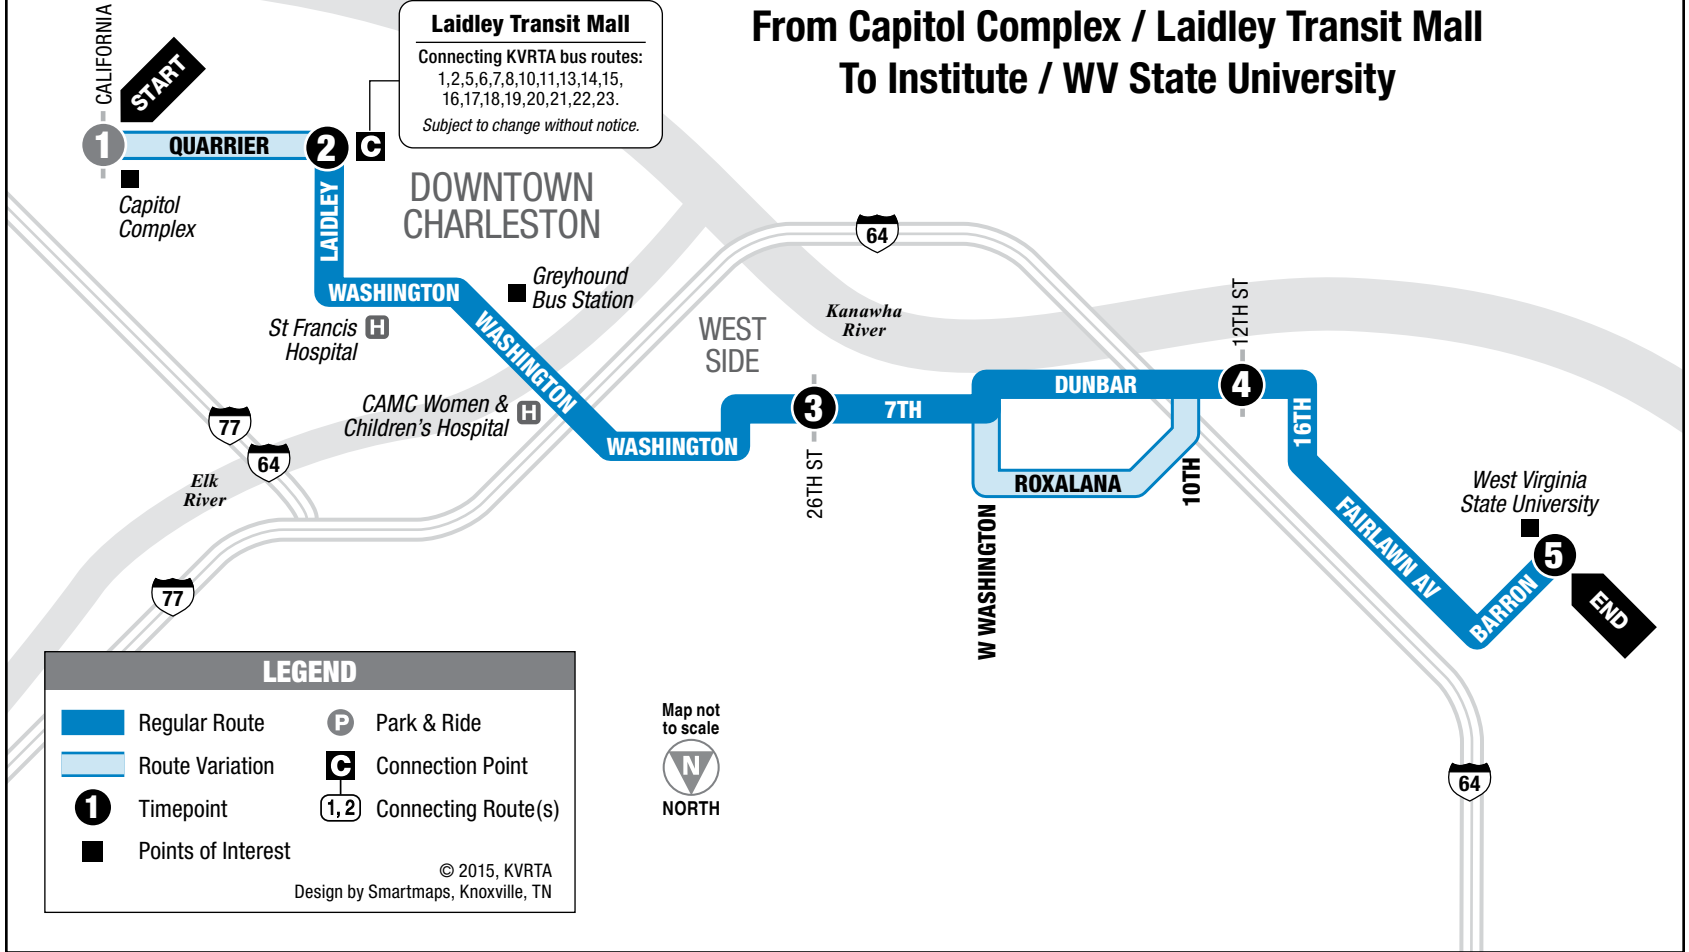 From Capitol Complex / Laidley Transit Mall
To Institute / WV State University
Laidley Transit Mall
Connecting KVRTA bus routes:
1,2,5,6,7,8,10,11,13,14,15,
16,17,18,19,20,21,22,23.
Subject to change without notice.
CALIFORNIA
START
1
QUARRIER
2
C
Capitol
Complex
LAIDLEY
DOWNTOWN
CHARLESTON
64
WASHINGTON
Greyhound
Bus Station
St Francis
Hospital
H
WASHINGTON
WEST
SIDE
Kanawha
River
12TH ST
CAMC Women &
Children's Hospital
H
WASHINGTON
3
26TH ST
7TH
DUNBAR
4
16TH
ROXALANA
10TH
W WASHINGTON
77
64
Elk
River
77
FAIRLAWN AV
BARRON
West Virginia
State University
5
END
64
LEGEND
Regular Route
Route Variation
1
Timepoint
Points of Interest
P
Park & Ride
C
Connection Point
1, 2
Connecting Route(s)
© 2015, KVRTA
Design by Smartmaps, Knoxville, TN
Map not
to scale
N
NORTH